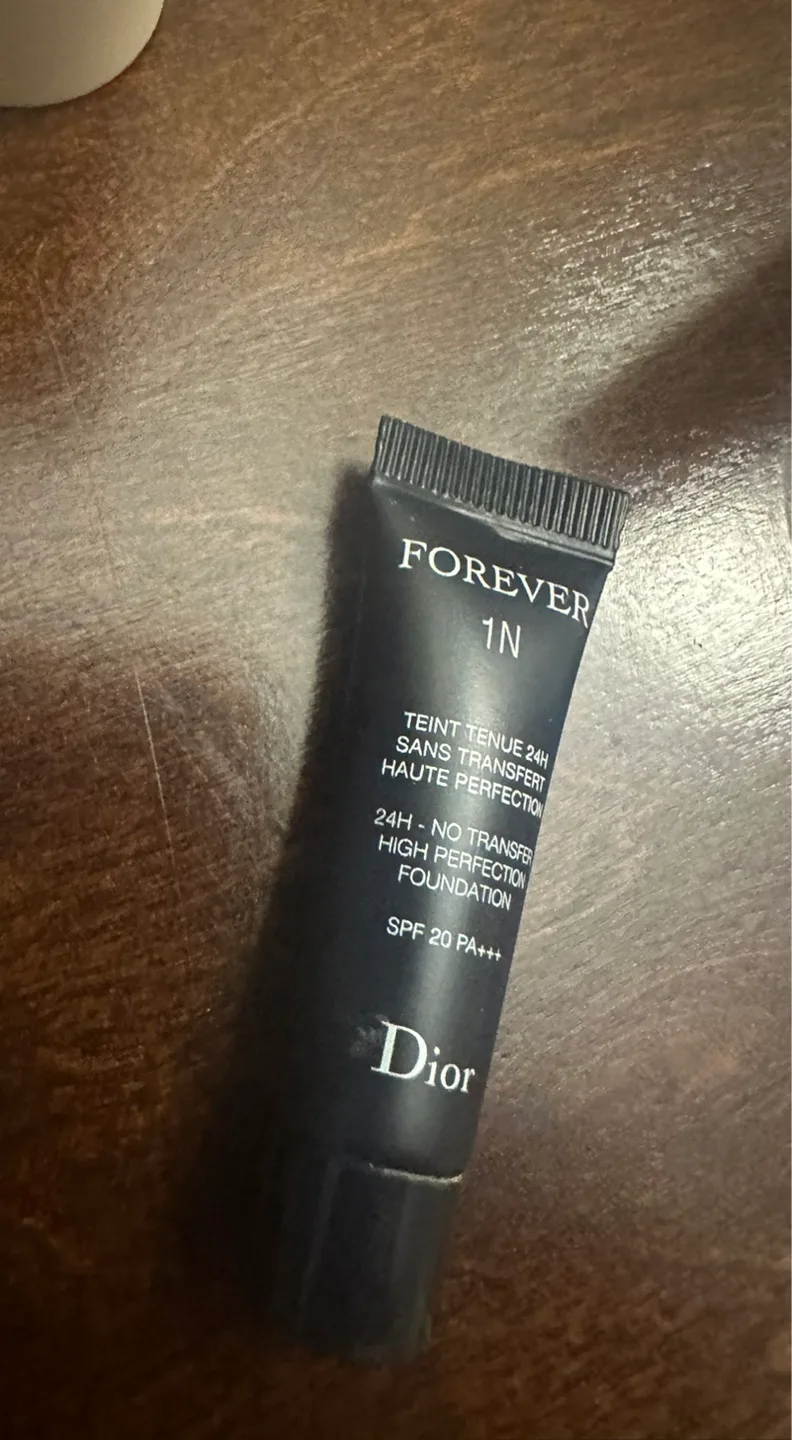 FOREVER
1N
TEINT TENUE 24H
SANS TRANSFERT
HAUTE PERFECTION
24H - NO TRANSFER
HIGH PERFECTION
FOUNDATION
SPF 20 PA+++
Dior